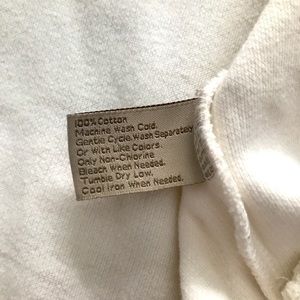 100% Cotton
Machine Wash Cold.
Gentle Cycle. Wash Separately
Or With Like Colors.
Only Non-Chlorine
Bleach When Needed.
Tumble Dry Low.
Cool Iron When Needed.